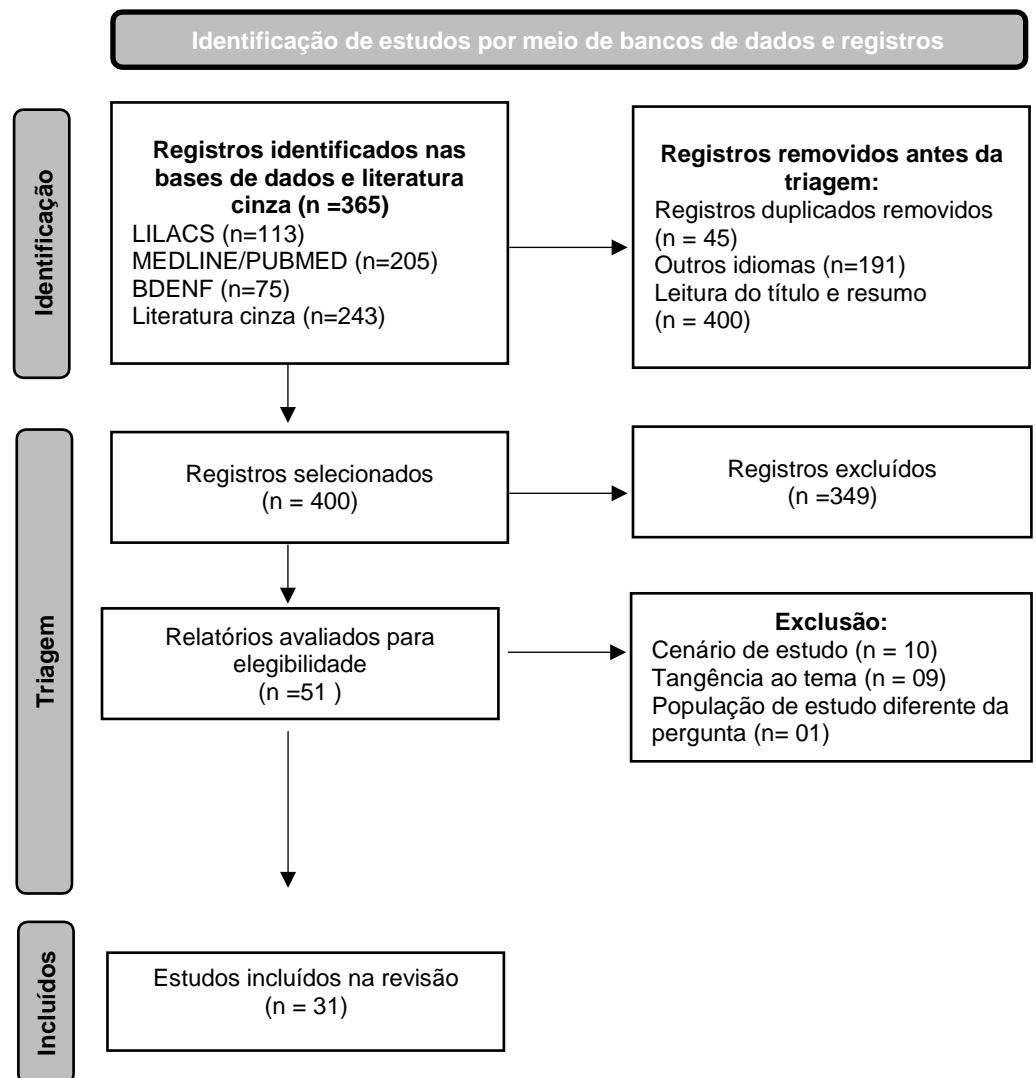 Identificação de estudos por meio de bancos de dados e registros
Identificação
Registros identificados nas
bases de dados e literatura
cinza (n =365)
LILACS (n=113)
MEDLINE/PUBMED (n=205)
BDENF (n=75)
Literatura cinza (n=243)
Registros removidos antes da
triagem:
Registros duplicados removidos
(n = 45)
Outros idiomas (n=191)
Leitura do título e resumo
(n = 400)
Triagem
Registros selecionados
(n = 400)
Registros excluídos
(n =349)
Relatórios avaliados para
elegibilidade
(n =51 )
Exclusão:
Cenário de estudo (n = 10)
Tangência ao tema (n = 09)
População de estudo diferente da
pergunta (n= 01)
Incluídos
Estudos incluídos na revisão
(n = 31)